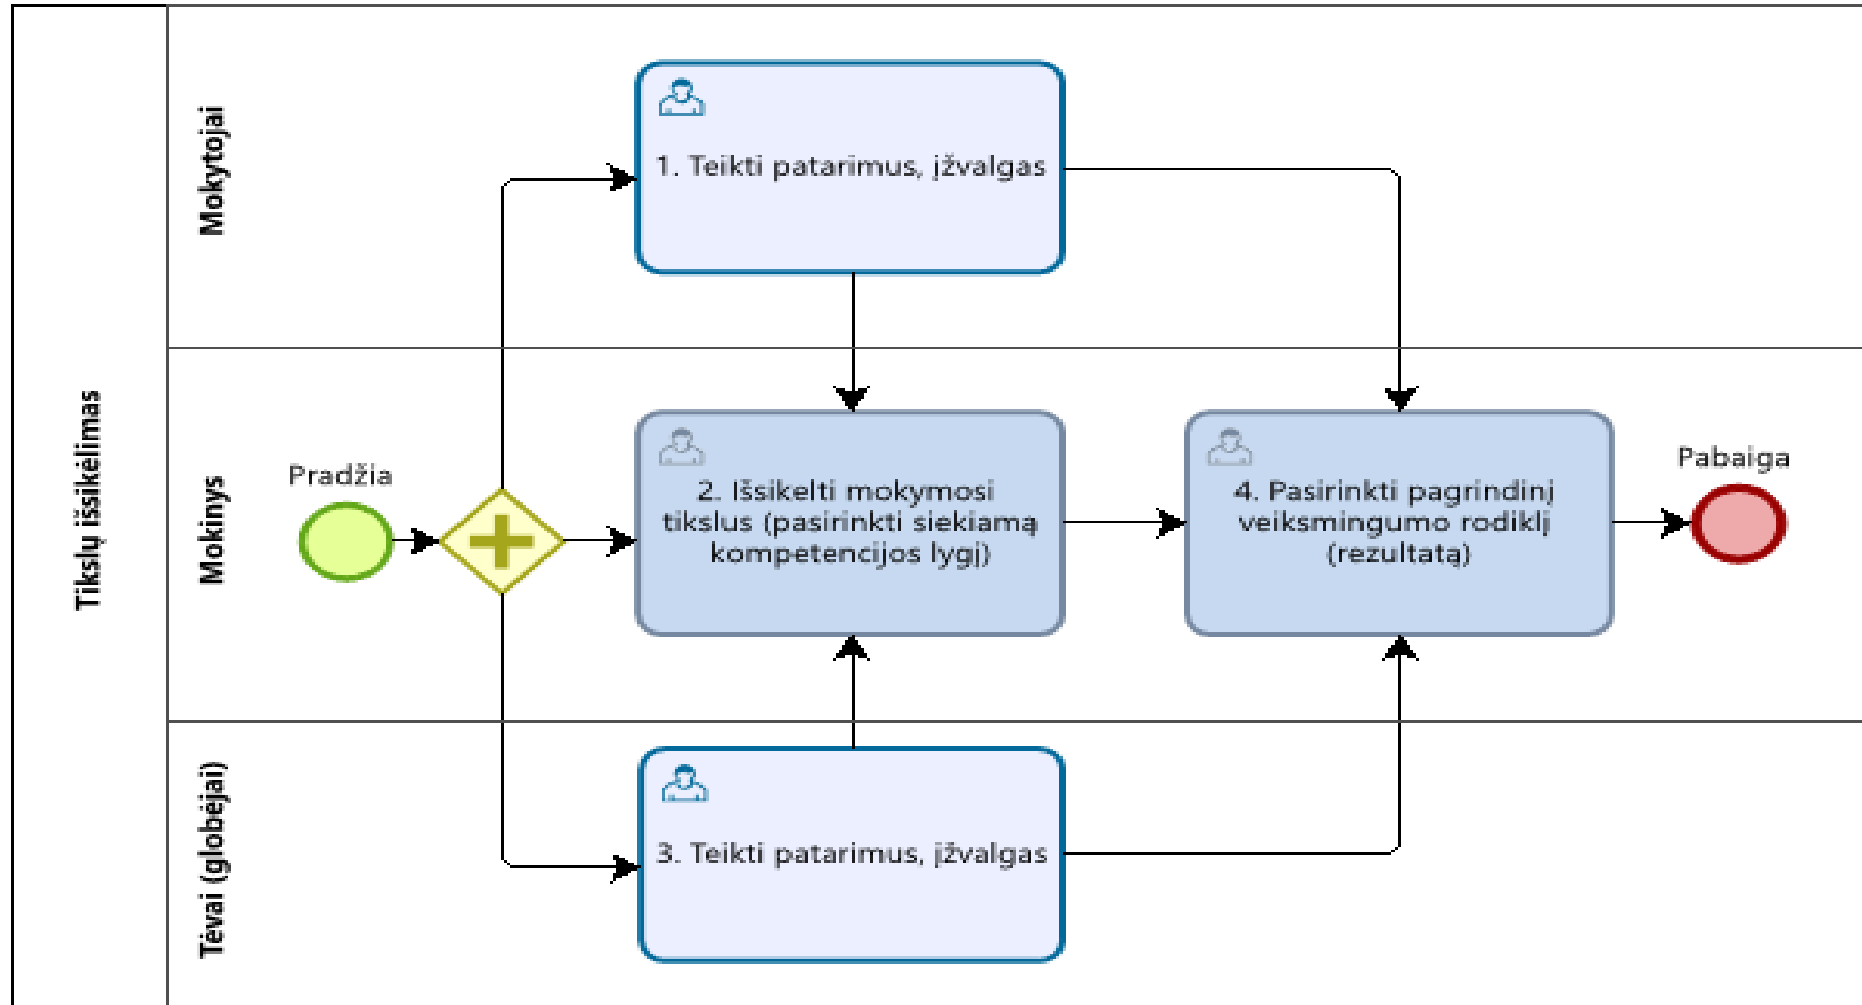 Tikslų išsikėlimas
Mokytojai
1. Teikti patarimus, įžvalgas
Mokinys
Pradžia
2. Išsikelti mokymosi
tikslus (pasirinkti siekiamą
kompetencijos lygį)
4. Pasirinkti pagrindinį
veiksmingumo rodiklį
(rezultatą)
Pabaiga
Tėvai (globėjai)
3. Teikti patarimus, įžvalgas